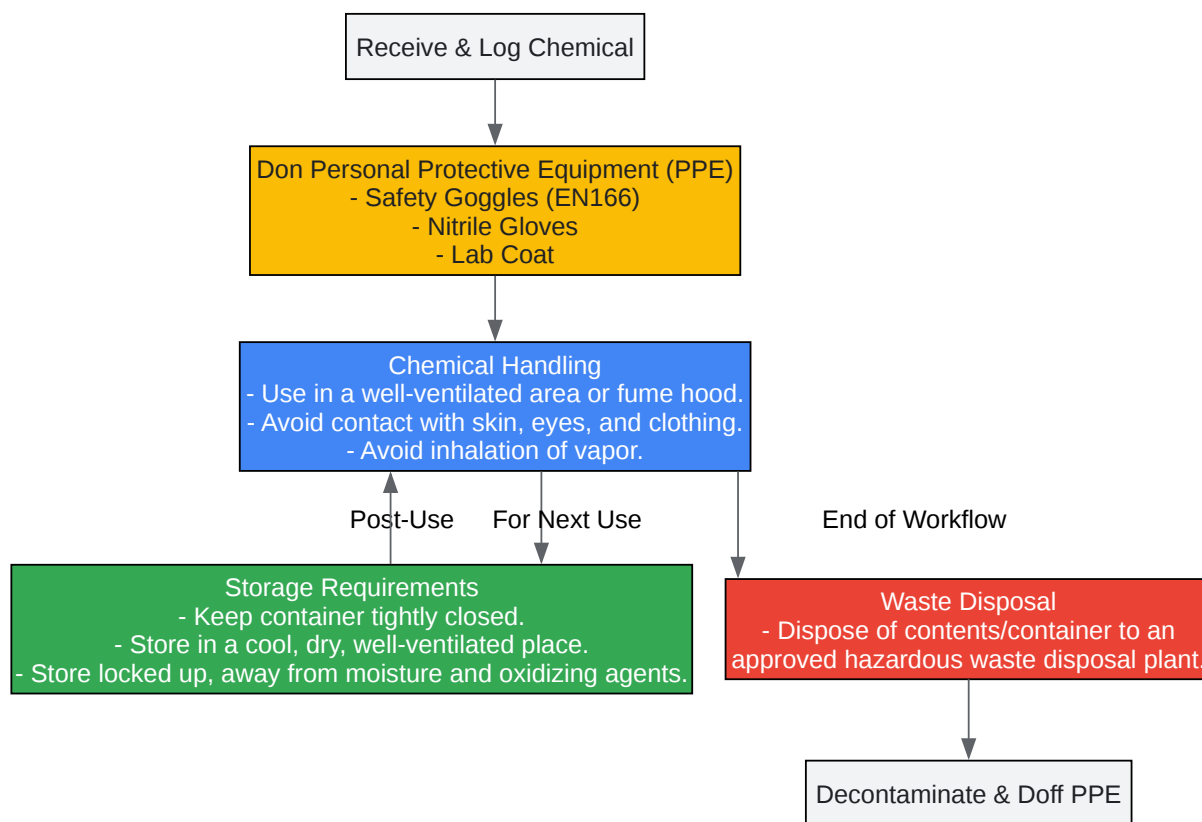 Receive & Log Chemical
Don Personal Protective Equipment (PPE)
- Safety Goggles (EN166)
- Nitrile Gloves
- Lab Coat
Chemical Handling
- Use in a well-ventilated area or fume hood.
- Avoid contact with skin, eyes, and clothing.
- Avoid inhalation of vapor.
Post-Use
For Next Use
End of Workflow
Storage Requirements
- Keep container tightly closed.
- Store in a cool, dry, well-ventilated place.
- Store locked up, away from moisture and oxidizing agents.
Waste Disposal
- Dispose of contents/container to an
approved hazardous waste disposal plant.
Decontaminate & Doff PPE